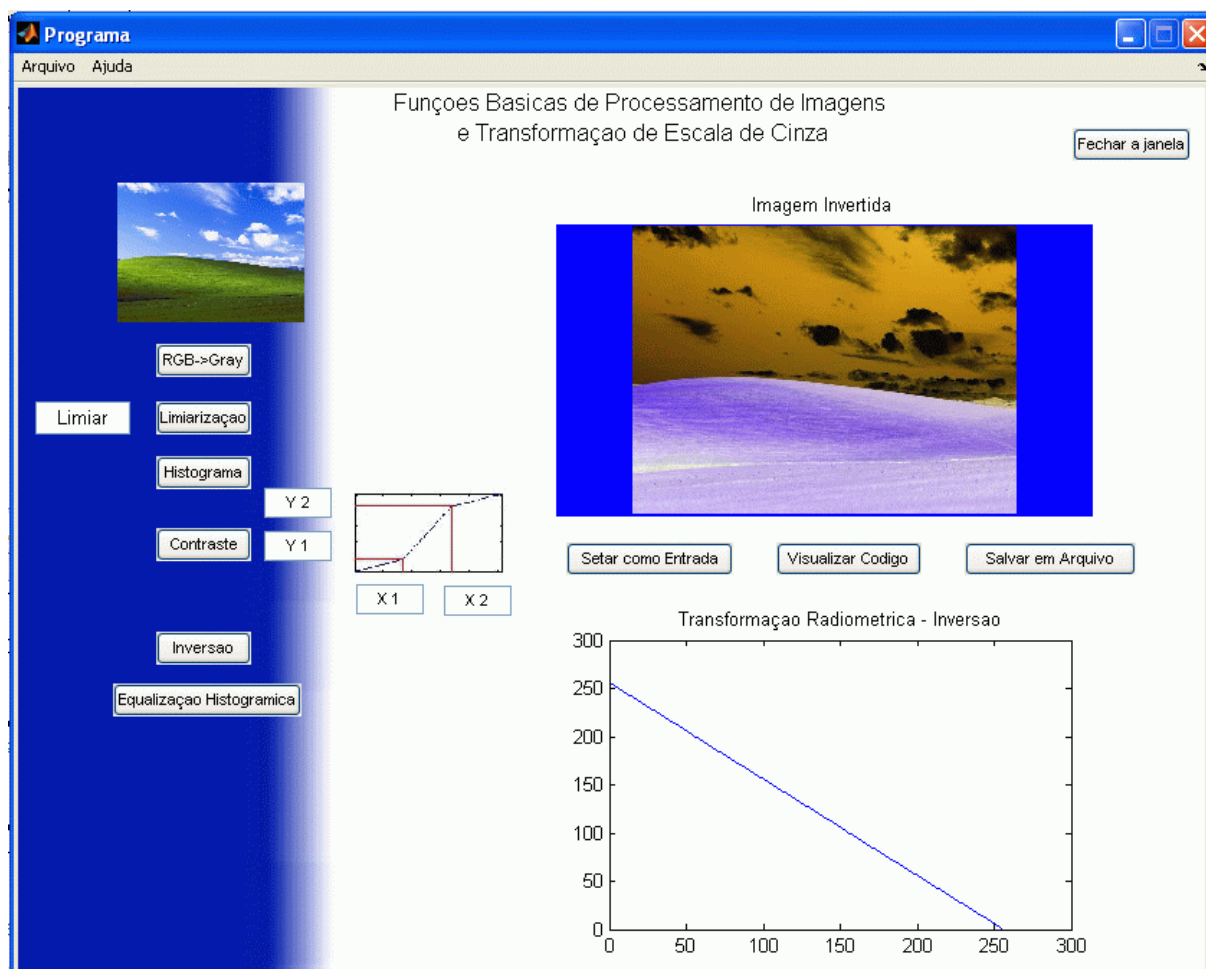 Programa
Arquivo Ajuda
Funçoes Basicas de Processamento de Imagens
e Transformaçao de Escala de Cinza
Fechar a janela
Imagem Invertida
RGB->Gray
Limiar
Limiarizaçao
Histograma
Y 2
Contraste
Y 1
X 1
X 2
Inversao
Equalizaçao Histogramica
Setar como Entrada
Visualizar Codigo
Salvar em Arquivo
Transformaçao Radiometrica - Inversao
300
250
200
150
100
50
0
0 50 100 150 200 250 300